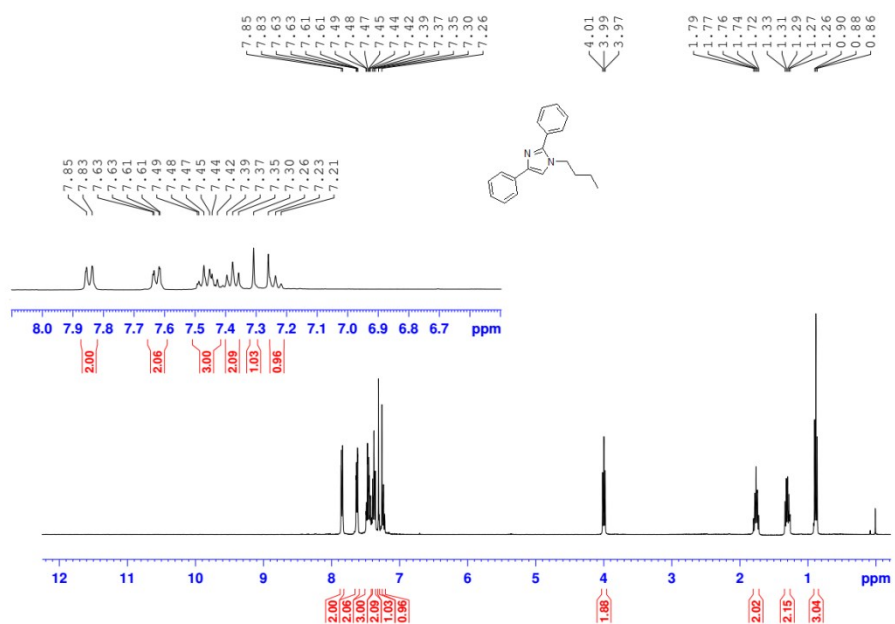 7.85 7.83 7.63 7.63 7.61 7.61 7.49 7.48 7.47 7.45 7.44 7.42 7.39 7.37 7.35 7.30 7.26
4.01 3.99 3.97
1.79 1.77 1.76 1.74 1.72 1.33 1.31 1.29 1.27 1.26 0.90 0.88 0.86
N
N
7.85 7.83 7.63 7.63 7.61 7.61 7.49 7.48 7.47 7.45 7.44 7.42 7.39 7.37 7.35 7.30 7.26 7.23 7.21
8.0 7.9 7.8 7.7 7.6 7.5 7.4 7.3 7.2 7.1 7.0 6.9 6.8 6.7 ppm
2.00 2.06 3.00 2.09 1.03 0.96
12 11 10 9 8 7 6 5 4 3 2 1 ppm
2.00 2.06 3.00 2.09 1.03 0.96 1.88 2.02 2.15 3.04